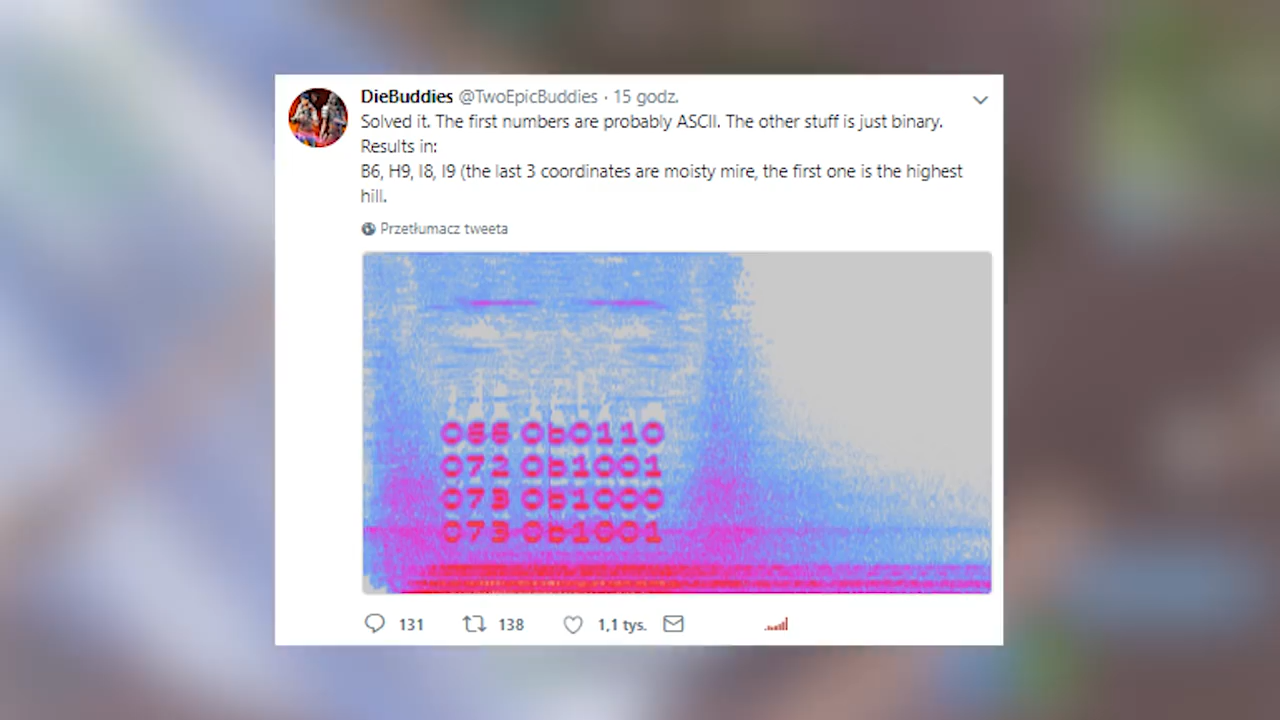 DieBuddies @TwoEpicBuddies · 15 godz.
Solved it. The first numbers are probably ASCII. The other stuff is just binary.
Results in:
B6, H9, I8, I9 (the last 3 coordinates are moisty mire, the first one is the highest
hill.
Przetłumacz tweeta
066 0b0110
072 0b1001
073 0b1000
073 0b1001
131 138 1,1 tys.